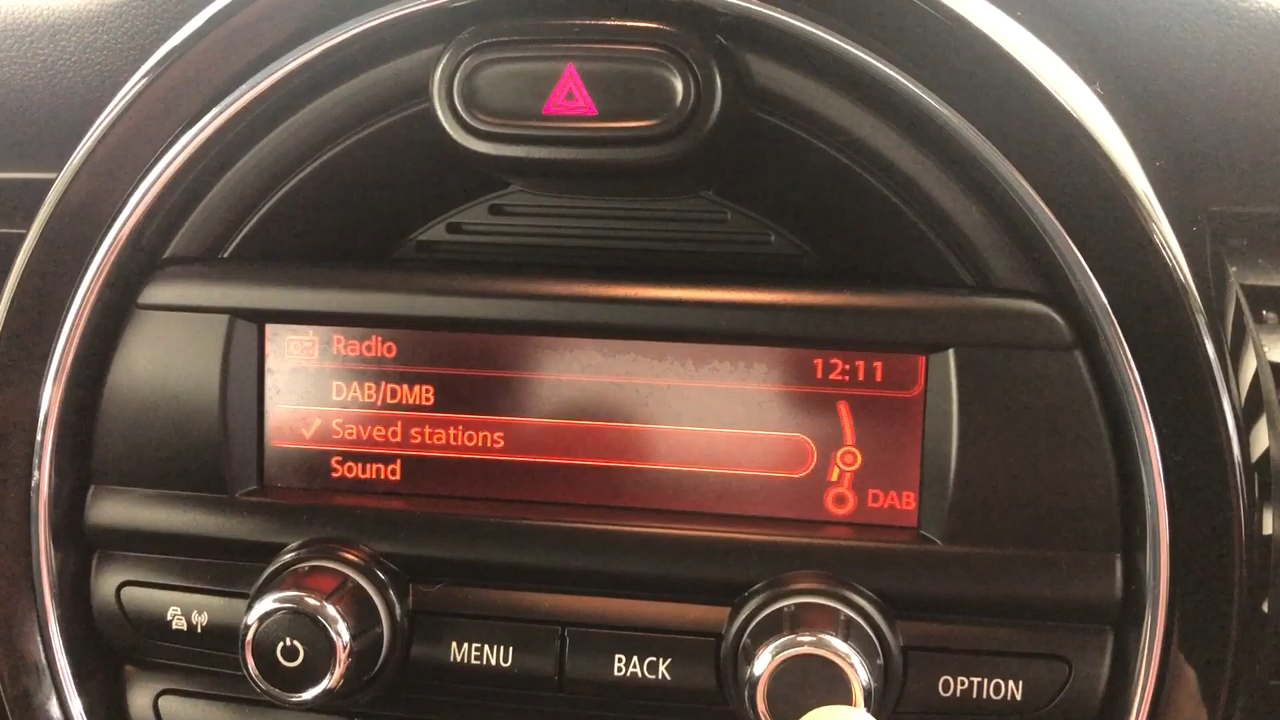 Radio
12:11
DAB/DMB
Saved stations
Sound
DAB
MENU
BACK
OPTION